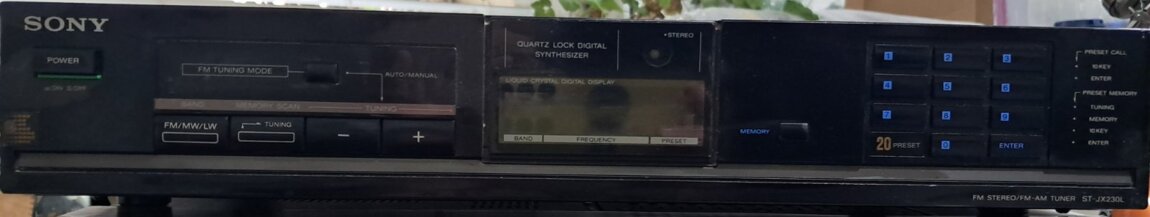 SONY
POWER
FM TUNING MODE
AUTO/MANUAL
BAND MEMORY SCAN TUNING
FM/MW/LW
TUNING
− +
QUARTZ LOCK DIGITAL
SYNTHESIZER
• STEREO
LIQUID CRYSTAL DIGITAL DISPLAY
BAND FREQUENCY PRESET
MEMORY
1 2 3
4 5 6
7 8 9
20 PRESET 0 ENTER
PRESET CALL
• 10KEY
• ENTER
PRESET MEMORY
• TUNING
• MEMORY
• 10KEY
• ENTER
FM STEREO/FM-AM TUNER ST-JX230L